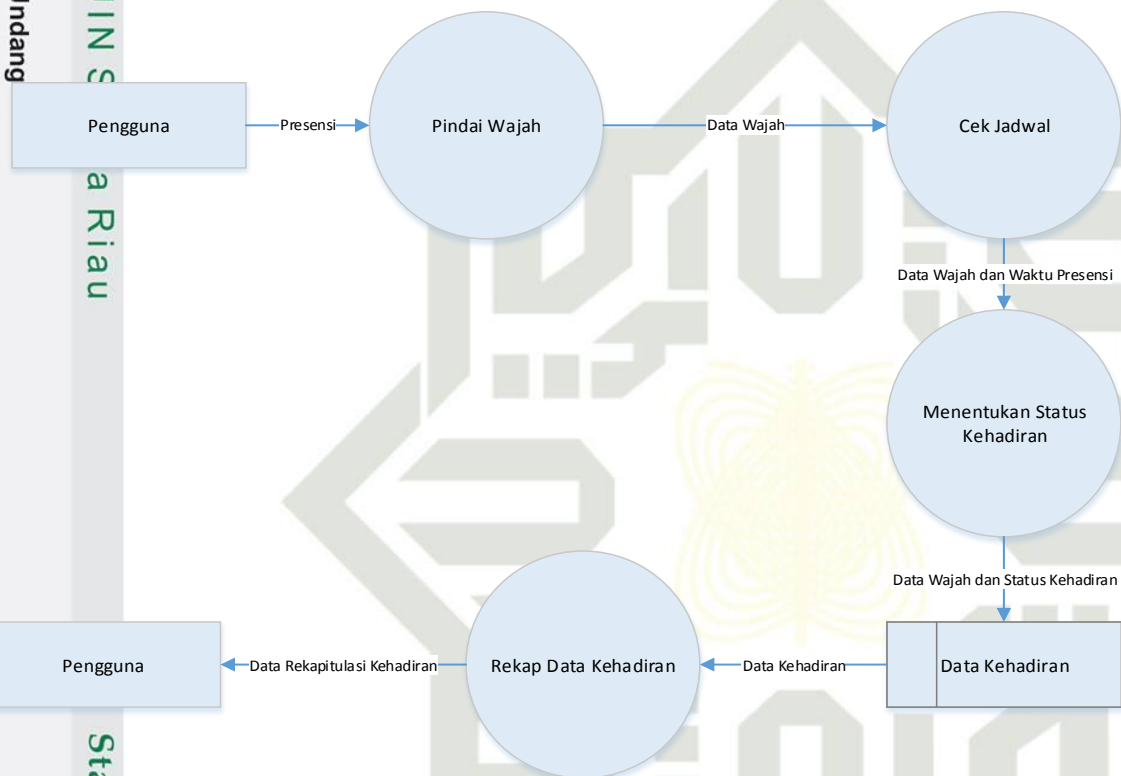 Undang
IN S
a Riau
Sta
Pengguna
Presensi
Pindai Wajah
Data Wajah
Cek Jadwal
Data Wajah dan Waktu Presensi
Menentukan Status
Kehadiran
Data Wajah dan Status Kehadiran
Pengguna
Data Rekapitulasi Kehadiran
Rekap Data Kehadiran
Data Kehadiran
Data Kehadiran